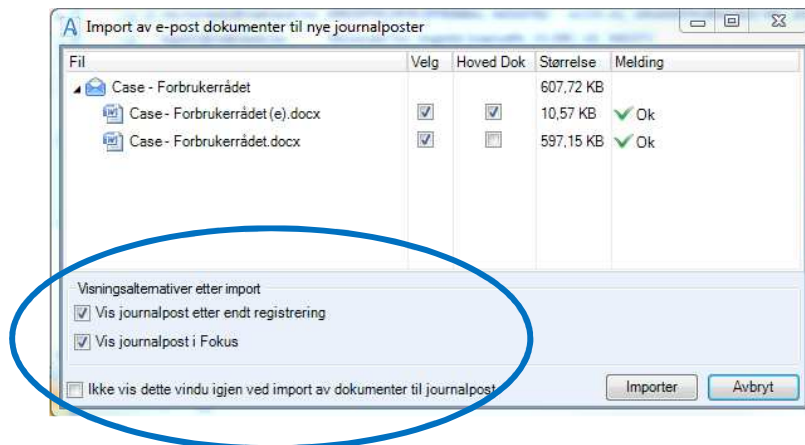 Import av e-post dokumenter til nye journalposter
Fil Velg Hoved Dok Størrelse Melding
Case - Forbrukerrådet 607,72 KB
Case - Forbrukerrådet (e).docx 10,57 KB Ok
Case - Forbrukerrådet.docx 597,15 KB Ok
Visningsalternativer etter import
Vis journalpost etter endt registrering
Vis journalpost i Fokus
Ikke vis dette vindu igjen ved import av dokumenter til journalpost
Importer Avbryt